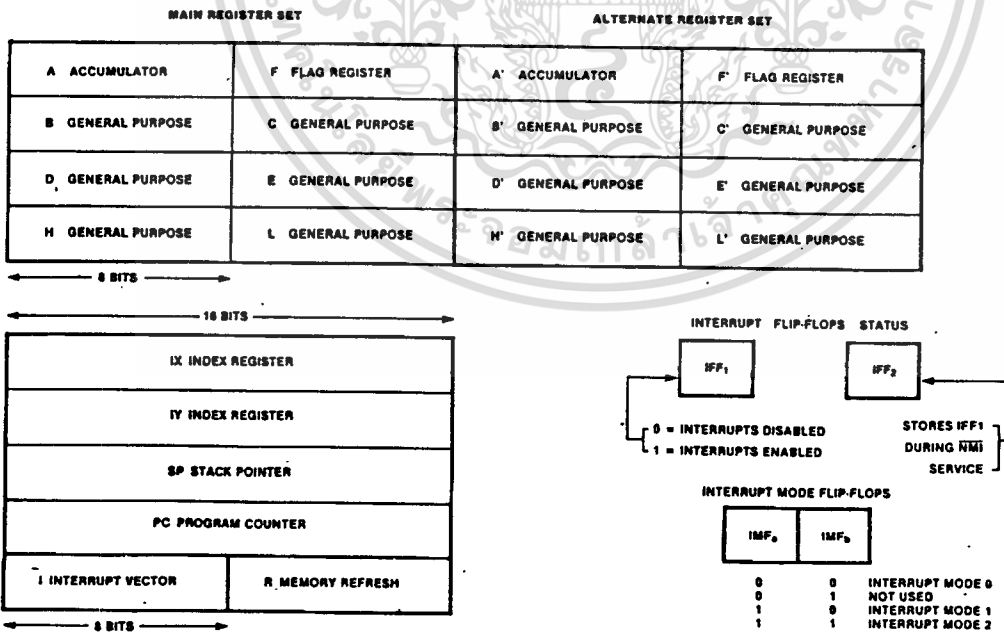 MAIN REGISTER SET
ALTERNATE REGISTER SET
A ACCUMULATOR
F FLAG REGISTER
A' ACCUMULATOR
F' FLAG REGISTER
B GENERAL PURPOSE
C GENERAL PURPOSE
B' GENERAL PURPOSE
C' GENERAL PURPOSE
D GENERAL PURPOSE
E GENERAL PURPOSE
D' GENERAL PURPOSE
E' GENERAL PURPOSE
H GENERAL PURPOSE
L GENERAL PURPOSE
H' GENERAL PURPOSE
L' GENERAL PURPOSE
8 BITS
16 BITS
IX INDEX REGISTER
IY INDEX REGISTER
SP STACK POINTER
PC PROGRAM COUNTER
I INTERRUPT VECTOR
R MEMORY REFRESH
8 BITS
INTERRUPT FLIP-FLOPS STATUS
IFF₁
IFF₂
0 = INTERRUPTS DISABLED
1 = INTERRUPTS ENABLED
STORES IFF1
DURING NMI
SERVICE
INTERRUPT MODE FLIP-FLOPS
IMFₐ
IMF_b
0 0 INTERRUPT MODE 0
0 1 NOT USED
1 0 INTERRUPT MODE 1
1 1 INTERRUPT MODE 2